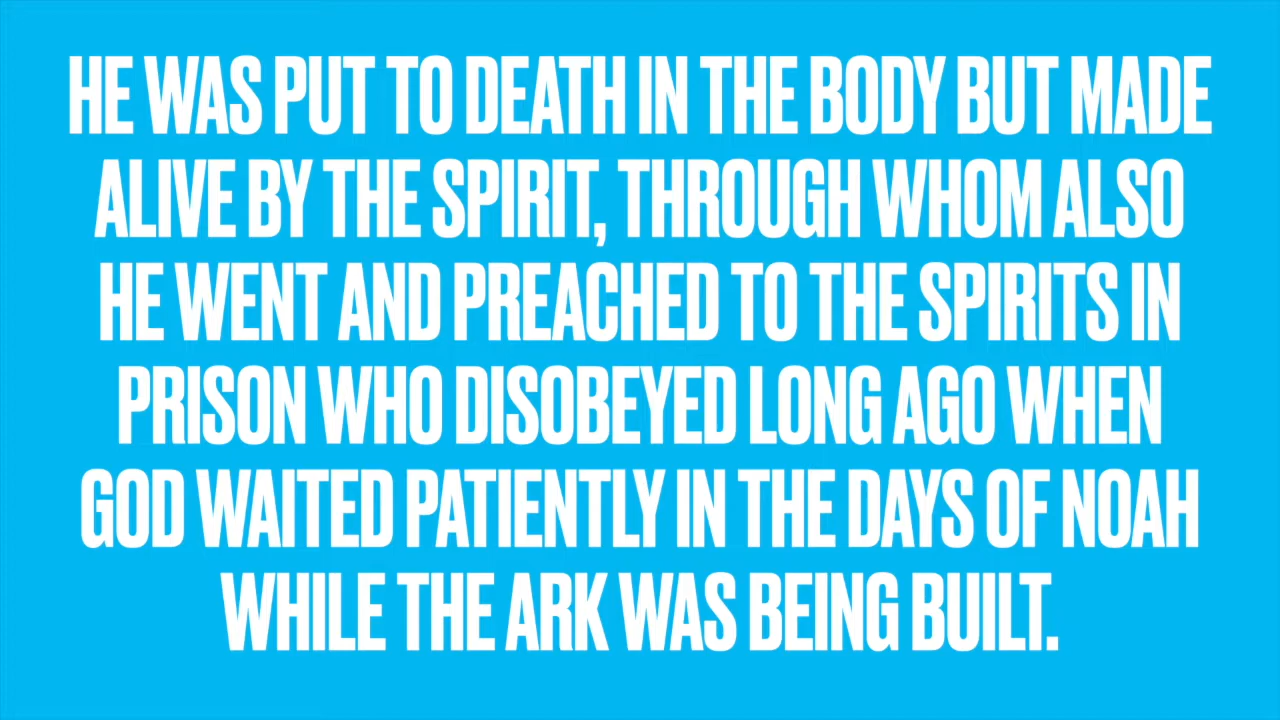 HE WAS PUT TO DEATH IN THE BODY BUT MADE
ALIVE BY THE SPIRIT, THROUGH WHOM ALSO
HE WENT AND PREACHED TO THE SPIRITS IN
PRISON WHO DISOBEYED LONG AGO WHEN
GOD WAITED PATIENTLY IN THE DAYS OF NOAH
WHILE THE ARK WAS BEING BUILT.